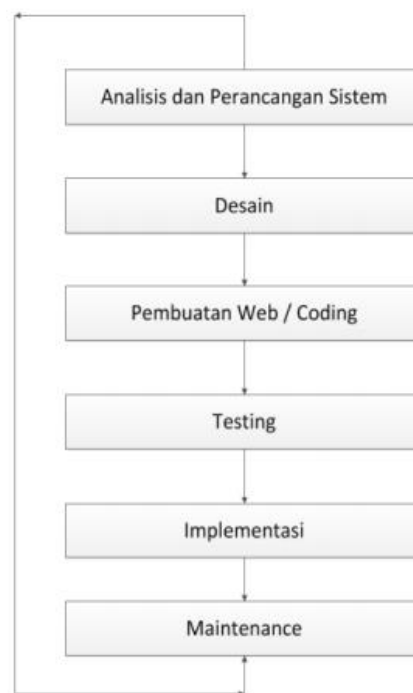 Analisis dan Perancangan Sistem
Desain
Pembuatan Web / Coding
Testing
Implementasi
Maintenance